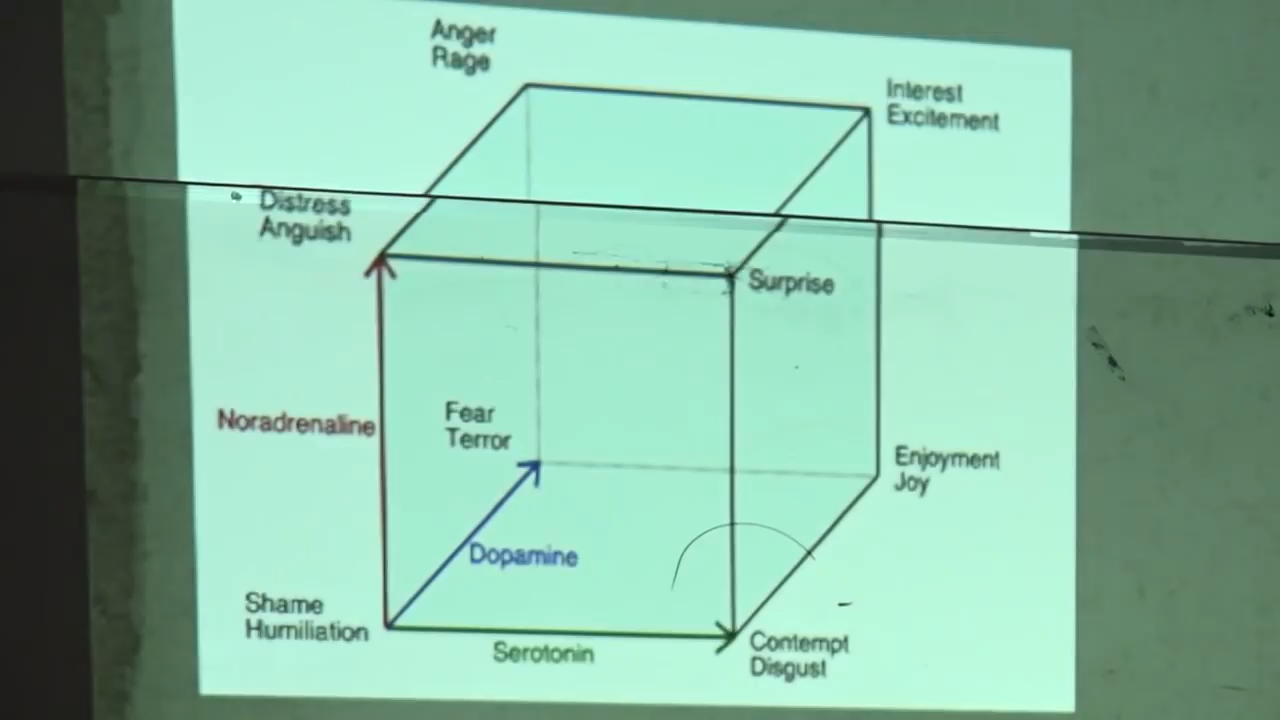 Anger
Rage
Interest
Excitement
Distress
Anguish
Surprise
Noradrenaline
Fear
Terror
Enjoyment
Joy
Dopamine
Shame
Humiliation
Serotonin
Contempt
Disgust